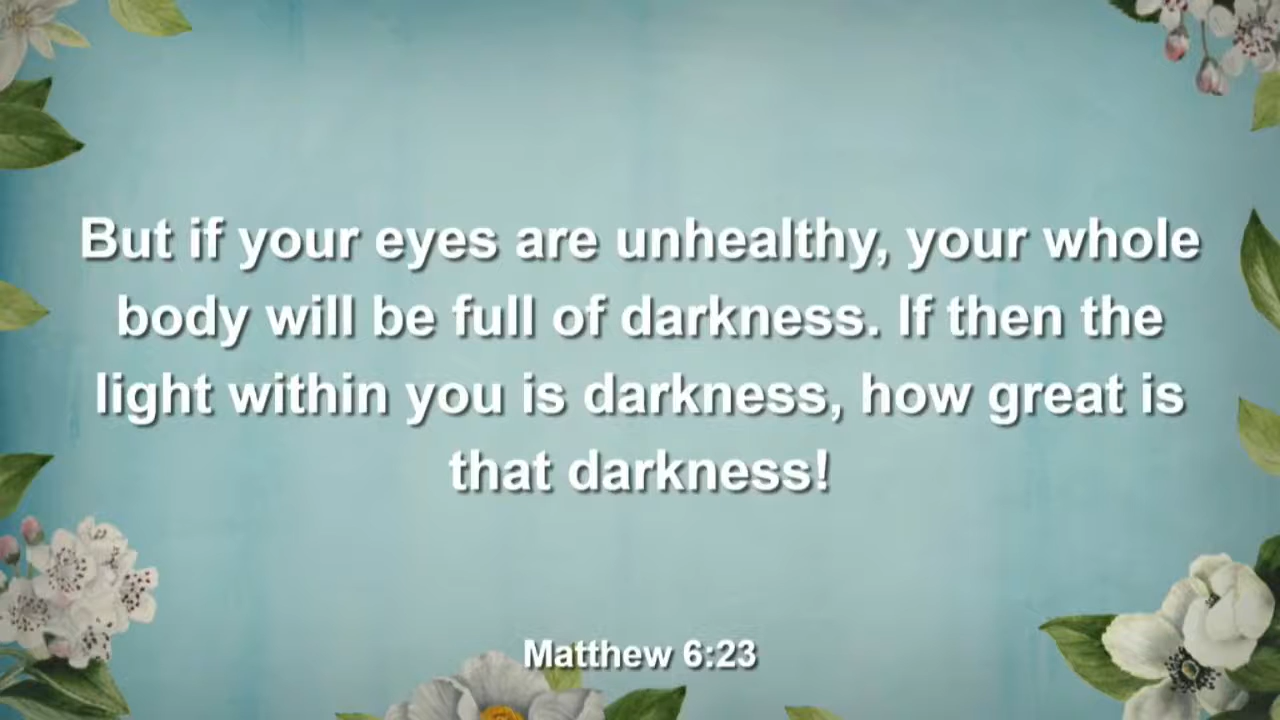 But if your eyes are unhealthy, your whole
body will be full of darkness. If then the
light within you is darkness, how great is
that darkness!
Matthew 6:23